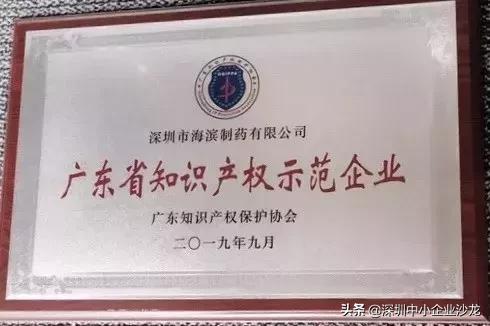 深圳市海滨制药有限公司
广东省知识产权示范企业
广东知识产权保护协会
二〇一九年九月
头条 @深圳中小企业沙龙